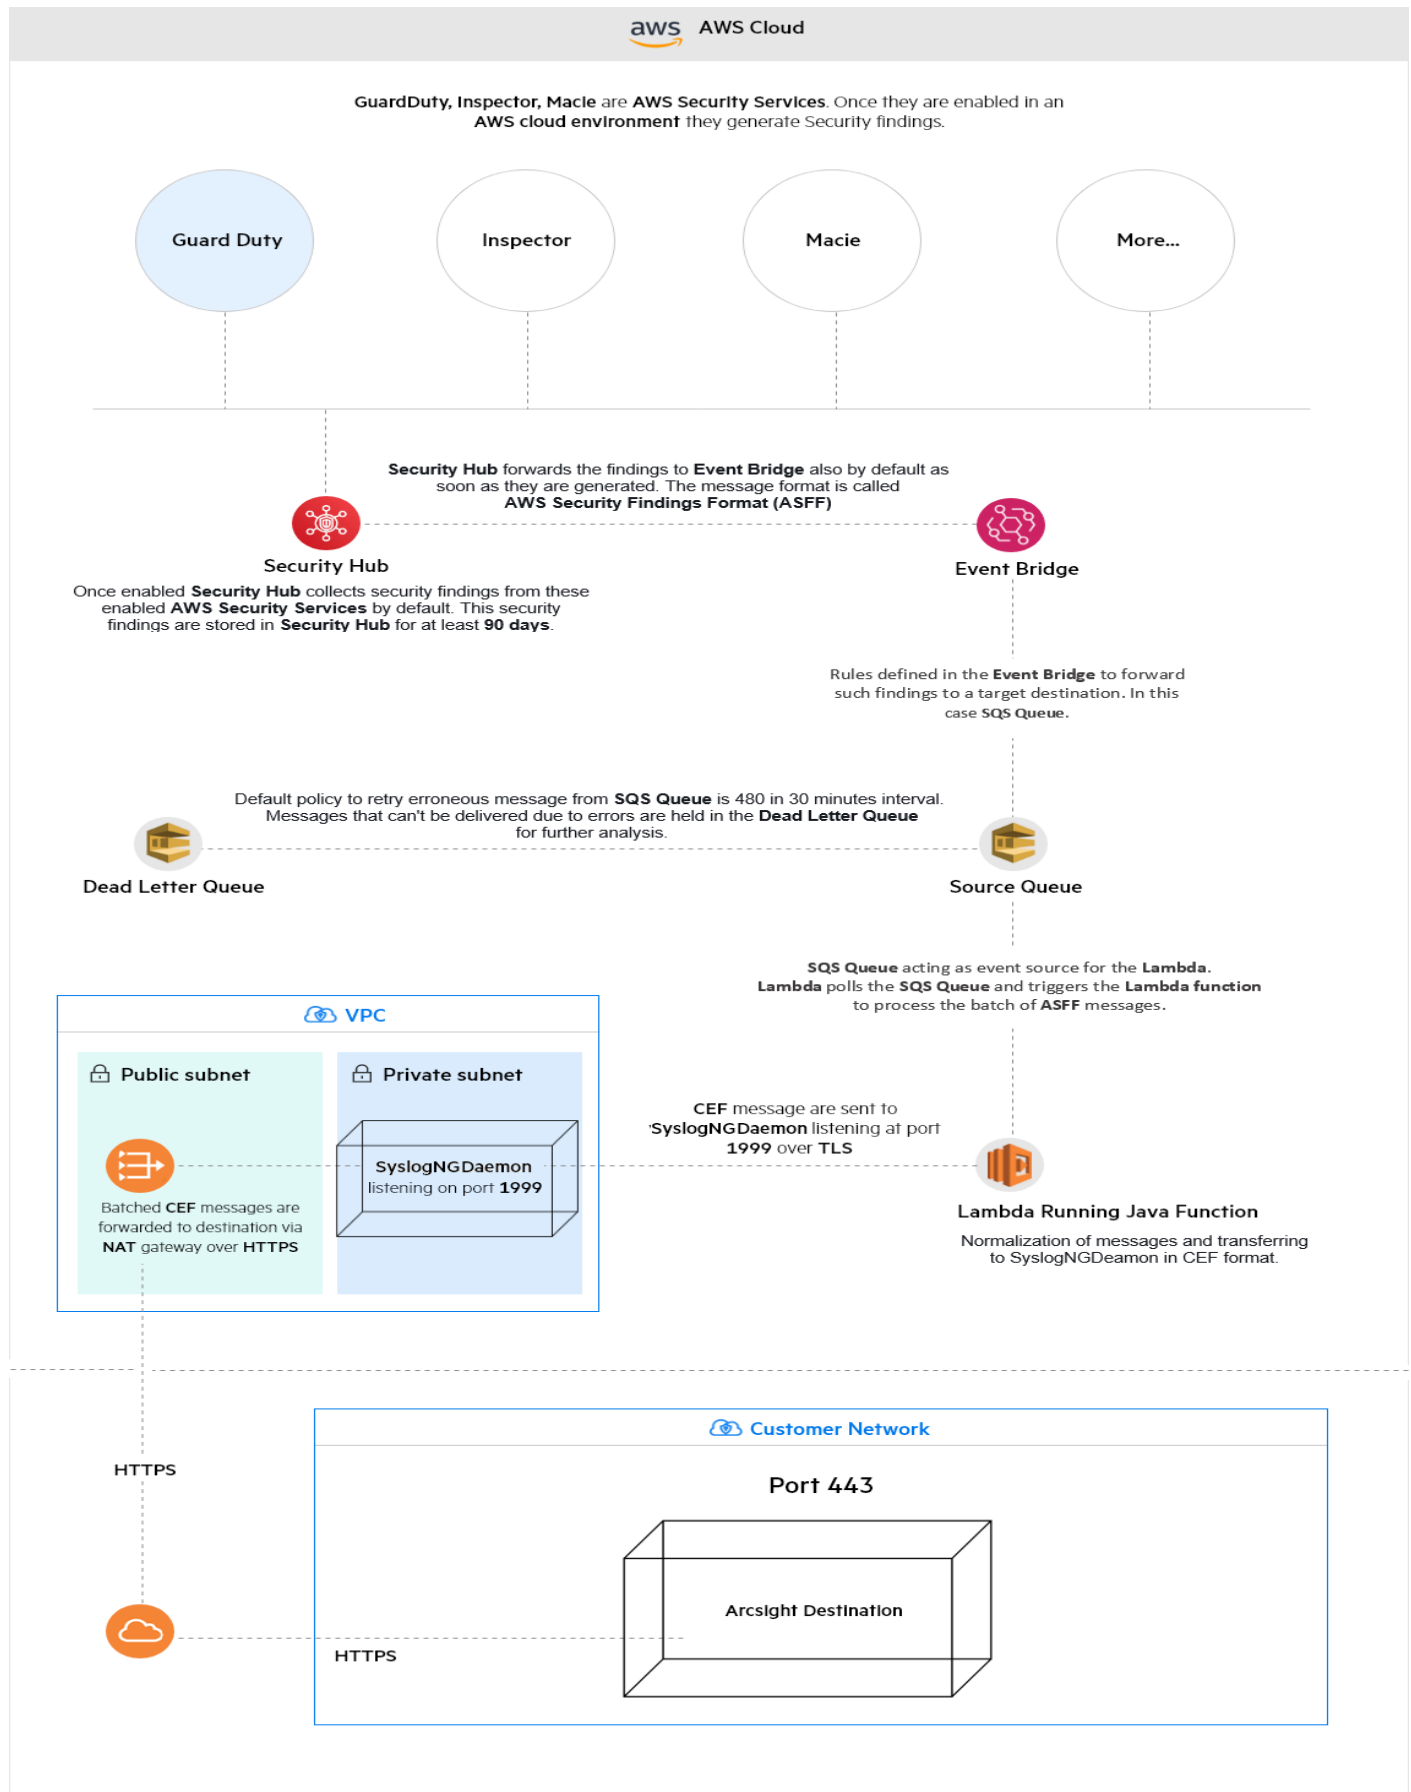 aws AWS Cloud
GuardDuty, Inspector, Macie are AWS Security Services. Once they are enabled in an
AWS cloud environment they generate Security findings.
Guard Duty
Inspector
Macie
More...
Security Hub forwards the findings to Event Bridge also by default as
soon as they are generated. The message format is called
AWS Security Findings Format (ASFF)
Security Hub
Event Bridge
Once enabled Security Hub collects security findings from these
enabled AWS Security Services by default. This security
findings are stored in Security Hub for at least 90 days.
Rules defined in the Event Bridge to forward
such findings to a target destination. In this
case SQS Queue.
Default policy to retry erroneous message from SQS Queue is 480 in 30 minutes interval.
Messages that can't be delivered due to errors are held in the Dead Letter Queue
for further analysis.
Dead Letter Queue
Source Queue
SQS Queue acting as event source for the Lambda.
Lambda polls the SQS Queue and triggers the Lambda function
to process the batch of ASFF messages.
VPC
Public subnet
Private subnet
CEF message are sent to
SyslogNGDaemon listening at port
1999 over TLS
SyslogNGDaemon
listening on port 1999
Batched CEF messages are
forwarded to destination via
NAT gateway over HTTPS
Lambda Running Java Function
Normalization of messages and transferring
to SyslogNGDeamon in CEF format.
Customer Network
HTTPS
Port 443
Arcsight Destination
HTTPS